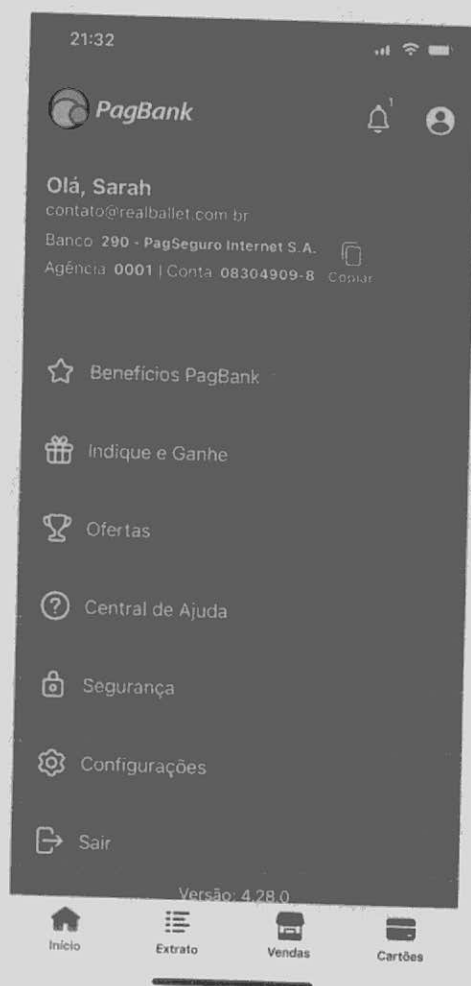 21:32
PagBank
1
Olá, Sarah
contato@realballet.com.br
Banco 290 - PagSeguro Internet S.A.
Agência 0001 | Conta 08304909-8 Copiar
Benefícios PagBank
Indique e Ganhe
Ofertas
Central de Ajuda
Segurança
Configurações
Sair
Versão: 4.28.0
Início Extrato Vendas Cartões